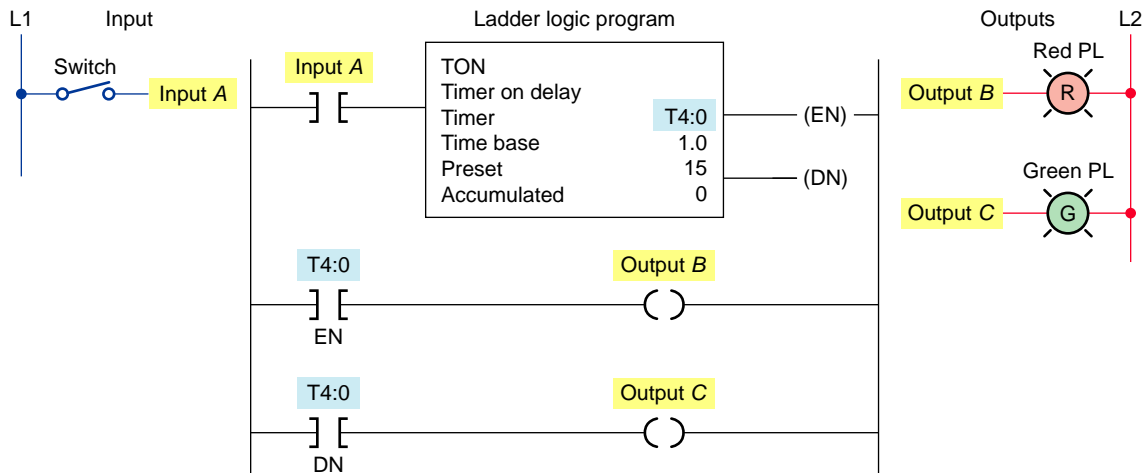 L1
Input
Ladder logic program
Outputs
L2
Switch
Input A
Input A
TON
Timer on delay
Timer T4:0
Time base 1.0
Preset 15
Accumulated 0
(EN)
(DN)
Red PL
Output B
R
Green PL
Output C
G
T4:0
EN
Output B
T4:0
DN
Output C